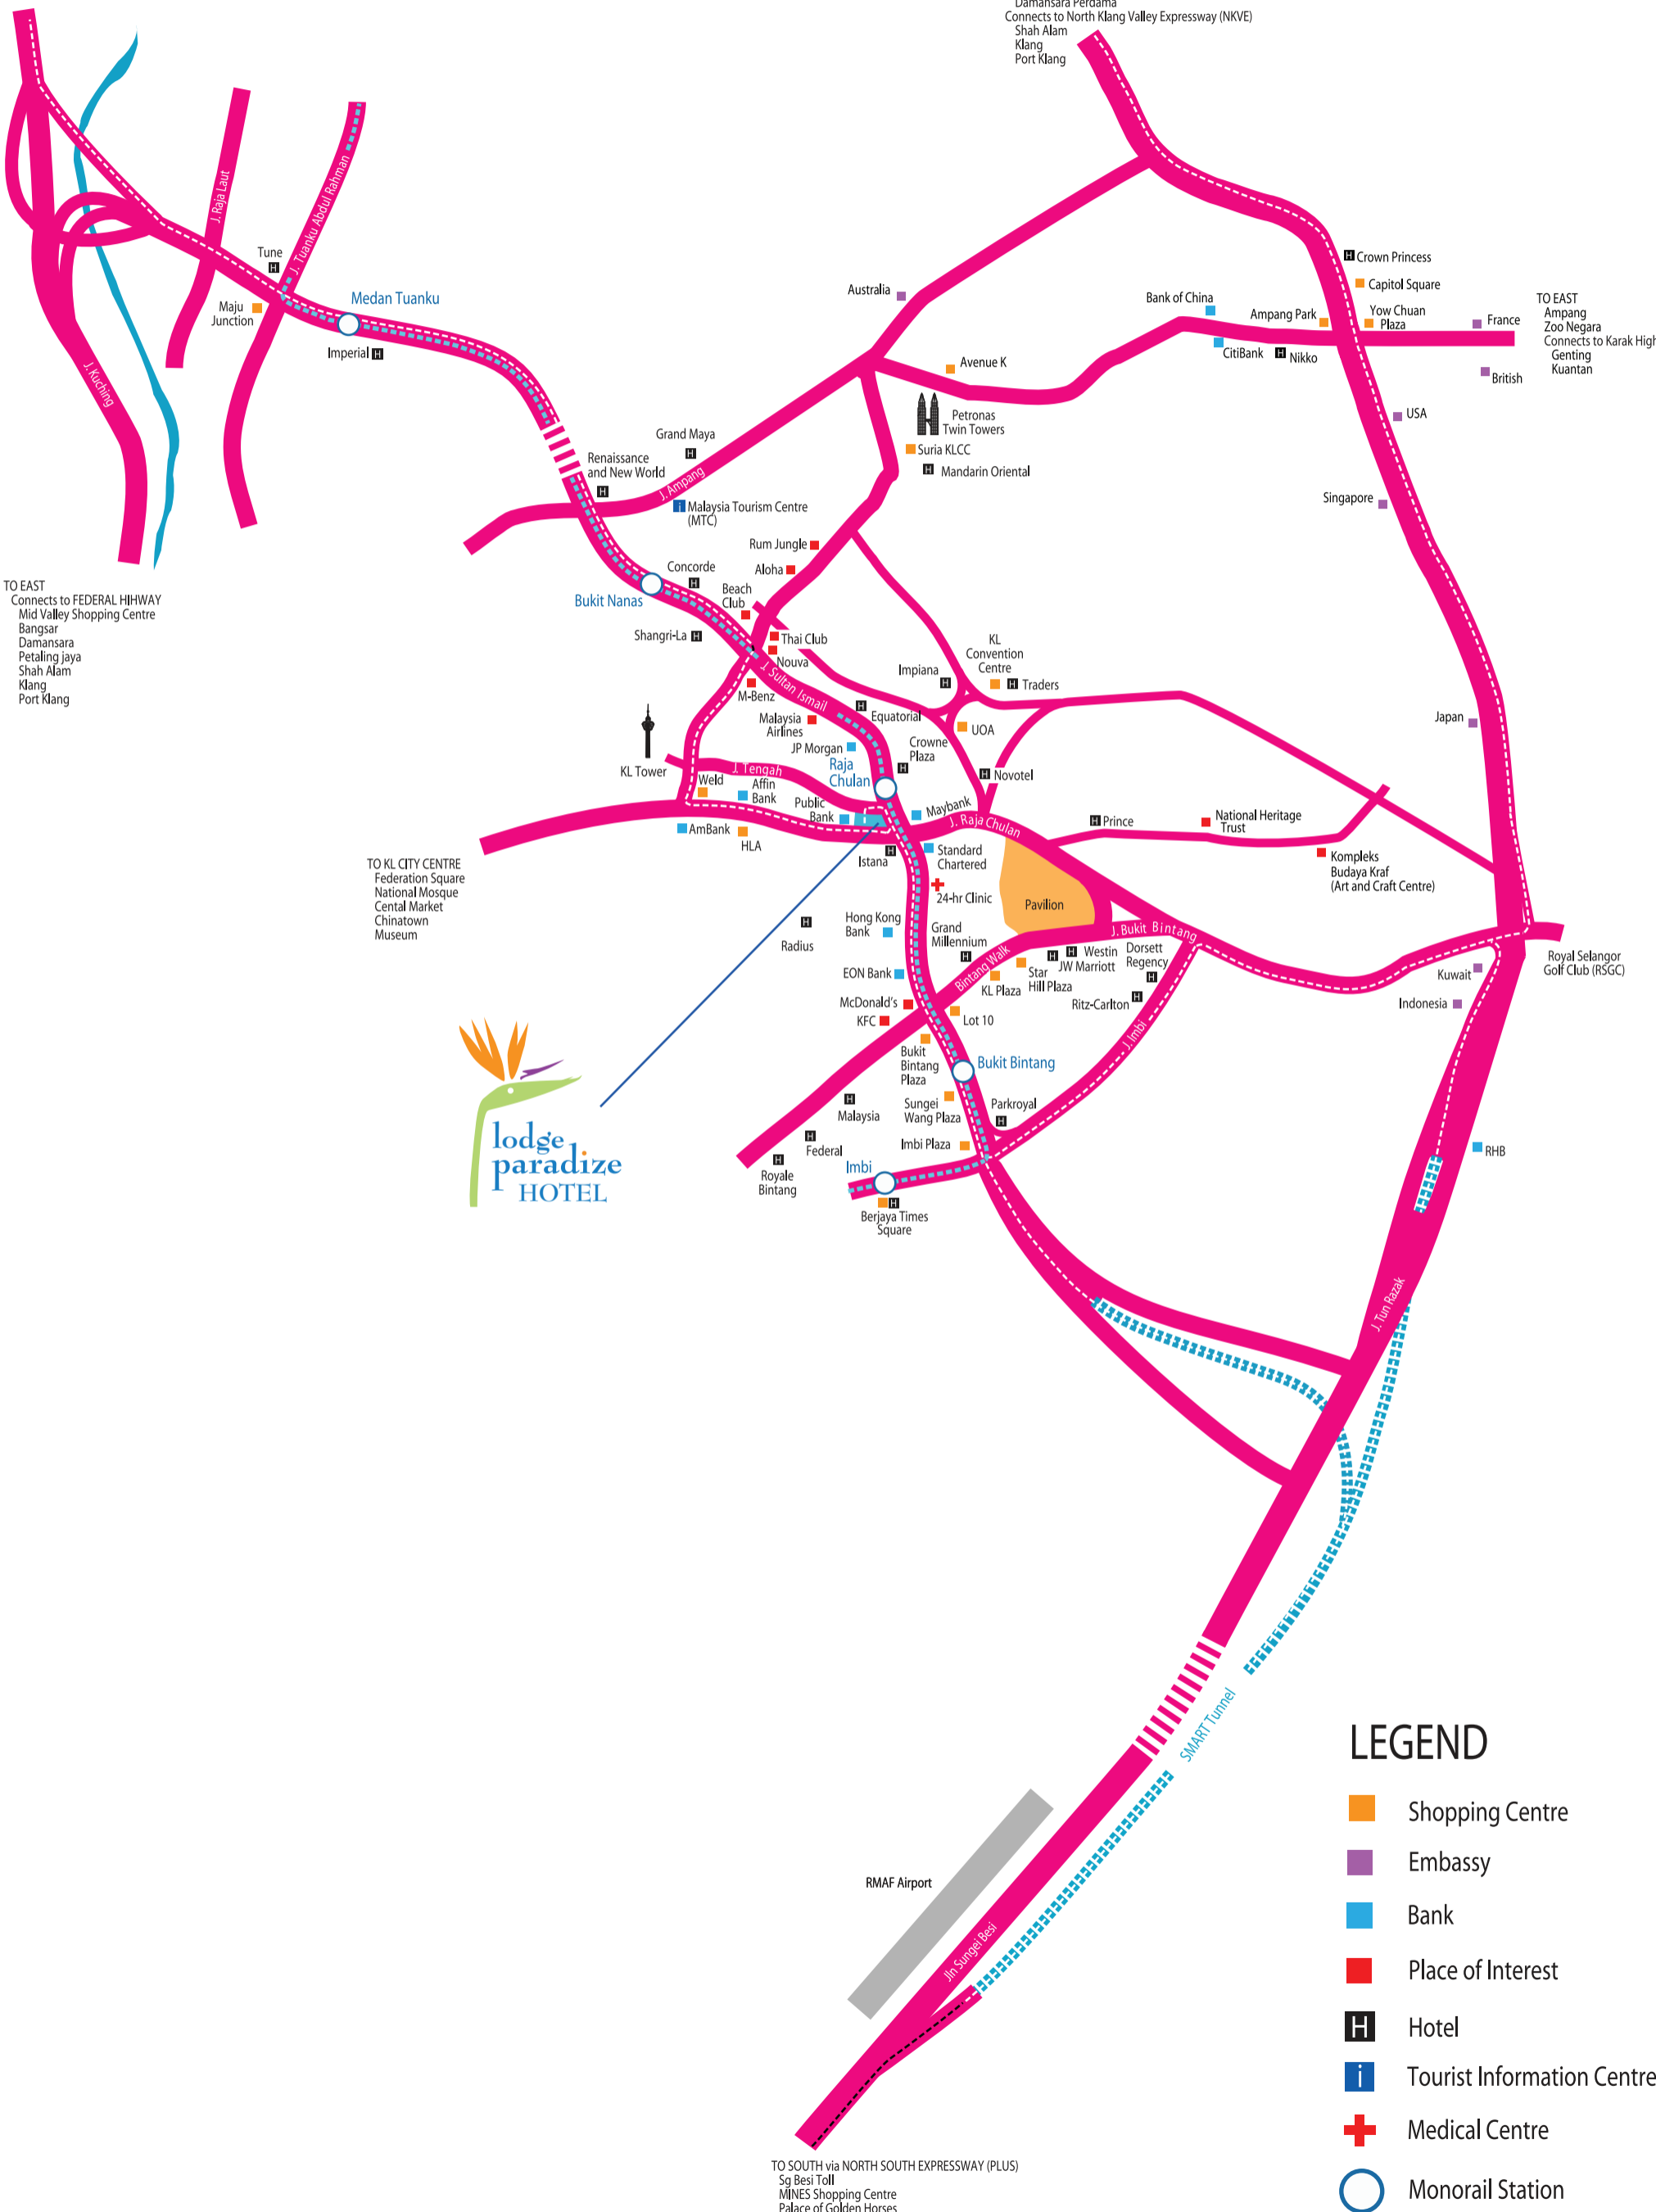 Damansara Perdama
Connects to North Klang Valley Expressway (NKVE)
Shah Alam
Klang
Port Klang
J. Raja Laut
J. Tuanku Abdul Rahman
Tune
Maju
Junction
Medan Tuanku
Imperial H
J. Kuching
Australia
Crown Princess
Capitol Square
Bank of China
Ampang Park
Yow Chuan
Plaza
France
CitiBank
Nikko
British
TO EAST
Ampang
Zoo Negara
Connects to Karak High
Genting
Kuantan
Avenue K
Petronas
Twin Towers
USA
Suria KLCC
Mandarin Oriental
Grand Maya
Renaissance
and New World
J. Ampang
Malaysia Tourism Centre
(MTC)
Singapore
Rum Jungle
Aloha
Concorde
Beach
Club
Bukit Nanas
TO EAST
Connects to FEDERAL HIHWAY
Mid Valley Shopping Centre
Bangsar
Damansara
Petaling jaya
Shah Alam
Klang
Port Klang
Shangri-La H
Thai Club
Nouva
J. Sultan Ismail
M-Benz
KL
Convention
Centre
Impiana
Traders
Malaysia
Airlines
Equatorial
UOA
Japan
JP Morgan
Crowne
Plaza
KL Tower
J. Tengah
Raja
Chulan
Novotel
Weld
Affin
Bank
Public
Bank
Maybank
J. Raja Chulan
Prince
National Heritage
Trust
AmBank
HLA
Istana
Standard
Chartered
Kompleks
Budaya Kraf
(Art and Craft Centre)
TO KL CITY CENTRE
Federation Square
National Mosque
Cental Market
Chinatown
Museum
24-hr Clinic
Pavilion
Radius
Hong Kong
Bank
Grand
Millennium
J. Bukit Bintang
Bintang Walk
Westin
JW Marriott
Dorsett
Regency
Star
Hill Plaza
KL Plaza
Ritz-Carlton
EON Bank
McDonald's
KFC
Lot 10
Kuwait
Indonesia
Royal Selangor
Golf Club (RSGC)
J. Imbi
Bukit
Bintang
Plaza
Bukit Bintang
Malaysia
Sungei
Wang Plaza
Parkroyal
Federal
Imbi Plaza
Royale
Bintang
Imbi
Berjaya Times
Square
RHB
lodge
paradize
HOTEL
J. Tun Razak
SMART Tunnel
RMAF Airport
Jln Sungei Besi
TO SOUTH via NORTH SOUTH EXPRESSWAY (PLUS)
Sg Besi Toll
MINES Shopping Centre
Palace of Golden Horses
LEGEND
Shopping Centre
Embassy
Bank
Place of Interest
H Hotel
i Tourist Information Centre
Medical Centre
Monorail Station